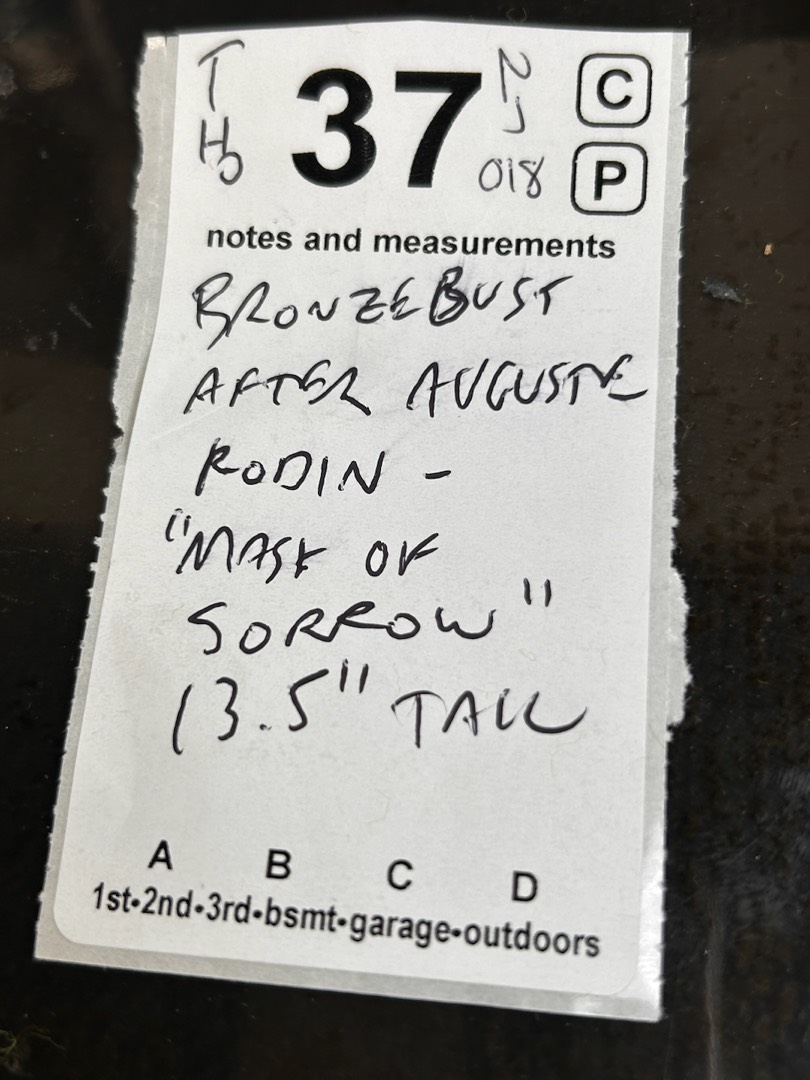 T 37 NJ C
Ho 018 P
notes and measurements
BRONZE BUST
AFTER AUGUSTE
RODIN -
"MASK OF
SORROW"
13.5" TALL
A B C D
1st•2nd•3rd•bsmt•garage•outdoors